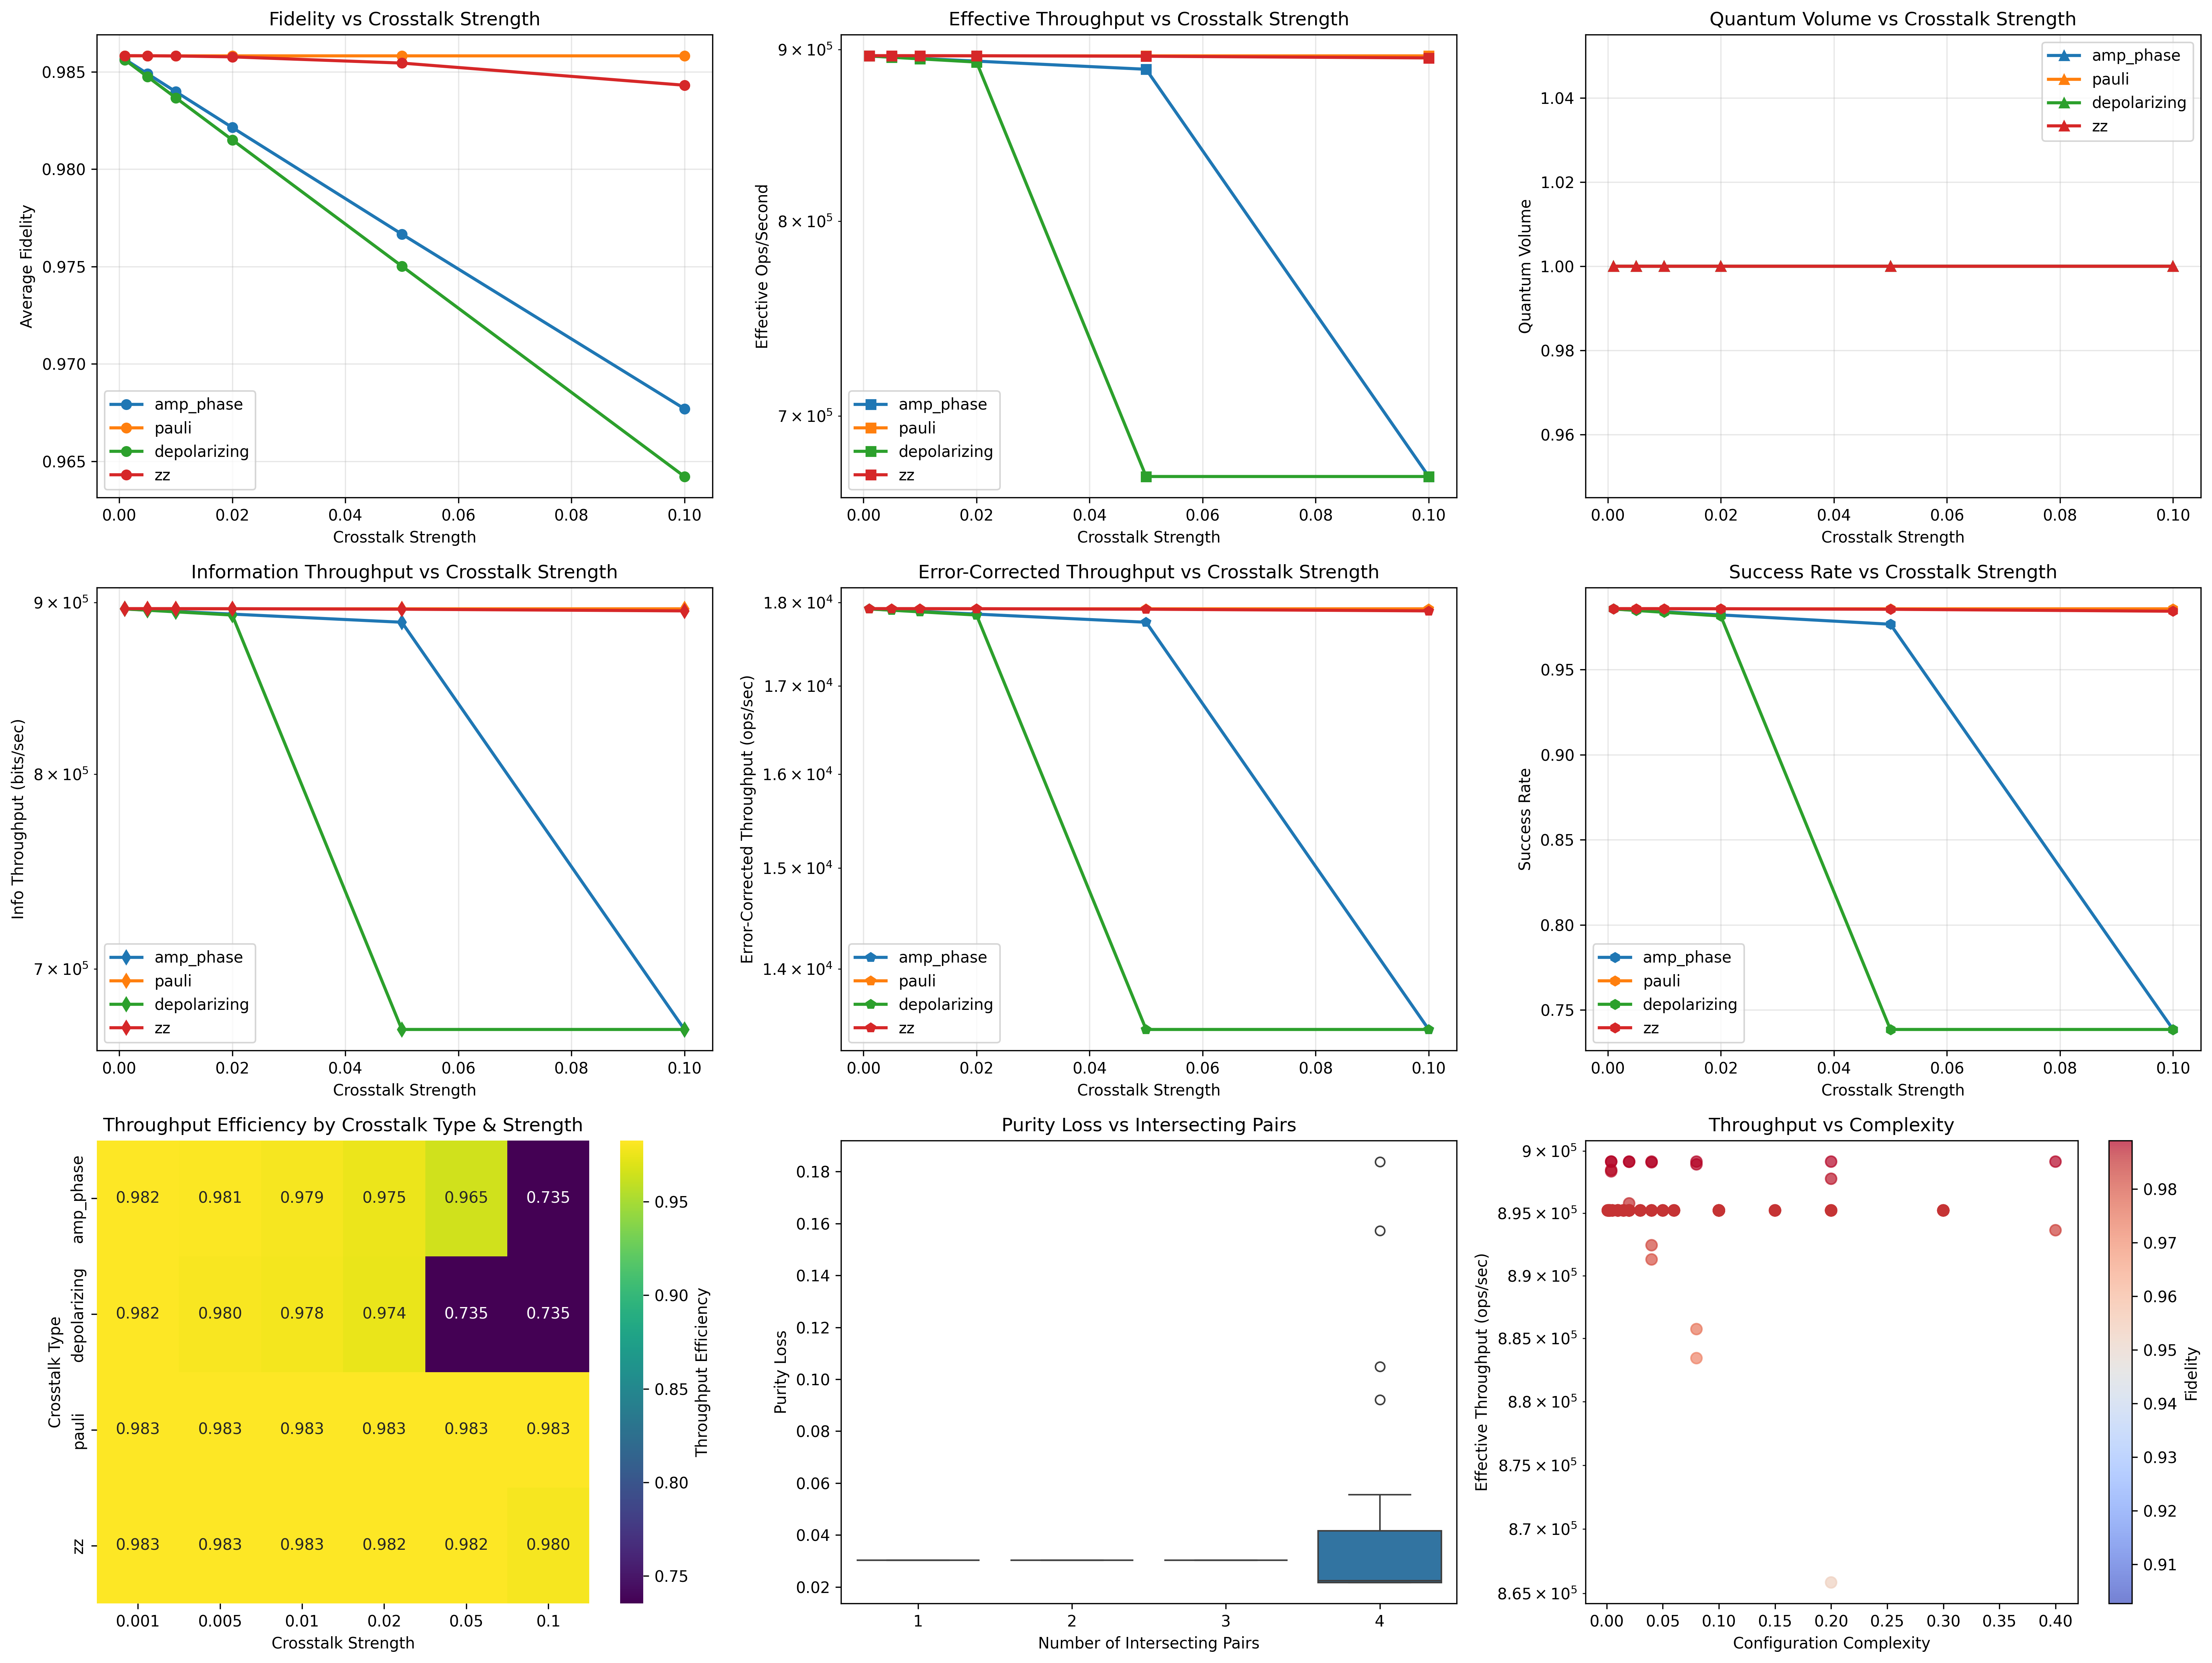 Fidelity vs Crosstalk Strength
Average Fidelity
0.985
0.980
0.975
0.970
0.965
amp_phase
pauli
depolarizing
zz
0.00 0.02 0.04 0.06 0.08 0.10
Crosstalk Strength
Effective Throughput vs Crosstalk Strength
Effective Ops/Second
9 × 10⁵
8 × 10⁵
7 × 10⁵
amp_phase
pauli
depolarizing
zz
0.00 0.02 0.04 0.06 0.08 0.10
Crosstalk Strength
Quantum Volume vs Crosstalk Strength
Quantum Volume
1.04
1.02
1.00
0.98
0.96
amp_phase
pauli
depolarizing
zz
0.00 0.02 0.04 0.06 0.08 0.10
Crosstalk Strength
Information Throughput vs Crosstalk Strength
Info Throughput (bits/sec)
9 × 10⁵
8 × 10⁵
7 × 10⁵
amp_phase
pauli
depolarizing
zz
0.00 0.02 0.04 0.06 0.08 0.10
Crosstalk Strength
Error-Corrected Throughput vs Crosstalk Strength
Error-Corrected Throughput (ops/sec)
1.8 × 10⁴
1.7 × 10⁴
1.6 × 10⁴
1.5 × 10⁴
1.4 × 10⁴
amp_phase
pauli
depolarizing
zz
0.00 0.02 0.04 0.06 0.08 0.10
Crosstalk Strength
Success Rate vs Crosstalk Strength
Success Rate
0.95
0.90
0.85
0.80
0.75
amp_phase
pauli
depolarizing
zz
0.00 0.02 0.04 0.06 0.08 0.10
Crosstalk Strength
Throughput Efficiency by Crosstalk Type & Strength
Crosstalk Type
amp_phase 0.982 0.981 0.979 0.975 0.965 0.735
depolarizing 0.982 0.980 0.978 0.974 0.735 0.735
pauli 0.983 0.983 0.983 0.983 0.983 0.983
zz 0.983 0.983 0.983 0.982 0.982 0.980
0.001 0.005 0.01 0.02 0.05 0.1
Crosstalk Strength
0.95
0.90
0.85
0.80
0.75
Throughput Efficiency
Purity Loss vs Intersecting Pairs
Purity Loss
0.18
0.16
0.14
0.12
0.10
0.08
0.06
0.04
0.02
1 2 3 4
Number of Intersecting Pairs
Throughput vs Complexity
Effective Throughput (ops/sec)
9 × 10⁵
8.95 × 10⁵
8.9 × 10⁵
8.85 × 10⁵
8.8 × 10⁵
8.75 × 10⁵
8.7 × 10⁵
8.65 × 10⁵
0.00 0.05 0.10 0.15 0.20 0.25 0.30 0.35 0.40
Configuration Complexity
0.98
0.97
0.96
0.95
0.94
0.93
0.92
0.91
Fidelity